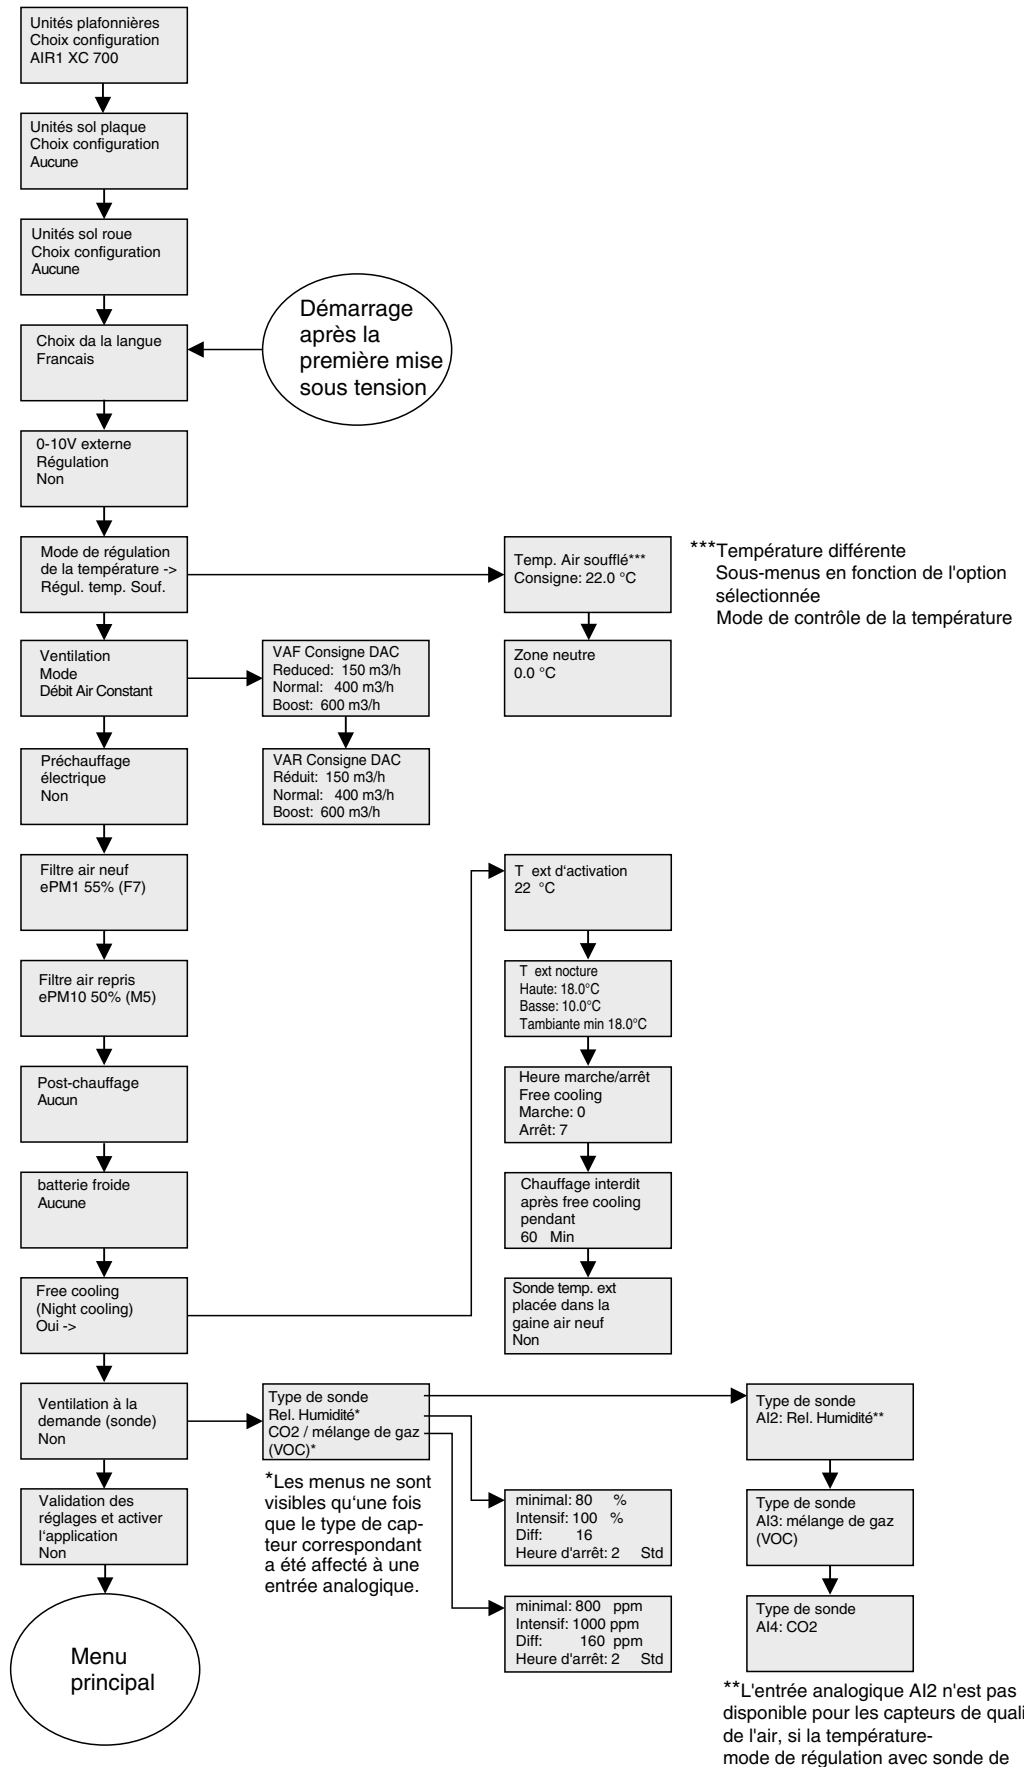 Unités plafonnières
Choix configuration
AIR1 XC 700
Unités sol plaque
Choix configuration
Aucune
Unités sol roue
Choix configuration
Aucune
Démarrage
après la
première mise
sous tension
Choix da la langue
Francais
0-10V externe
Régulation
Non
Mode de régulation
de la température ->
Régul. temp. Souf.
Temp. Air soufflé***
Consigne: 22.0 °C
***Température différente
Sous-menus en fonction de l'option
sélectionnée
Mode de contrôle de la température
Zone neutre
0.0 °C
Ventilation
Mode
Débit Air Constant
VAF Consigne DAC
Reduced: 150 m3/h
Normal: 400 m3/h
Boost: 600 m3/h
VAR Consigne DAC
Réduit: 150 m3/h
Normal: 400 m3/h
Boost: 600 m3/h
Préchauffage
électrique
Non
Filtre air neuf
ePM1 55% (F7)
Filtre air repris
ePM10 50% (M5)
Post-chauffage
Aucun
batterie froide
Aucune
Free cooling
(Night cooling)
Oui ->
T ext d'activation
22 °C
T ext nocture
Haute: 18.0°C
Basse: 10.0°C
Tambiante min 18.0°C
Heure marche/arrêt
Free cooling
Marche: 0
Arrêt: 7
Chauffage interdit
après free cooling
pendant
60 Min
Sonde temp. ext
placée dans la
gaine air neuf
Non
Ventilation à la
demande (sonde)
Non
Type de sonde
Rel. Humidité*
CO2 / mélange de gaz
(VOC)*
*Les menus ne sont
visibles qu'une fois
que le type de cap-
teur correspondant
a été affecté à une
entrée analogique.
minimal: 80 %
Intensif: 100 %
Diff: 16
Heure d'arrêt: 2 Std
minimal: 800 ppm
Intensif: 1000 ppm
Diff: 160 ppm
Heure d'arrêt: 2 Std
Type de sonde
AI2: Rel. Humidité**
Type de sonde
AI3: mélange de gaz
(VOC)
Type de sonde
AI4: CO2
**L'entrée analogique AI2 n'est pas
disponible pour les capteurs de quali
de l'air, si la température-
mode de régulation avec sonde de
Validation des
réglages et activer
l'application
Non
Menu
principal